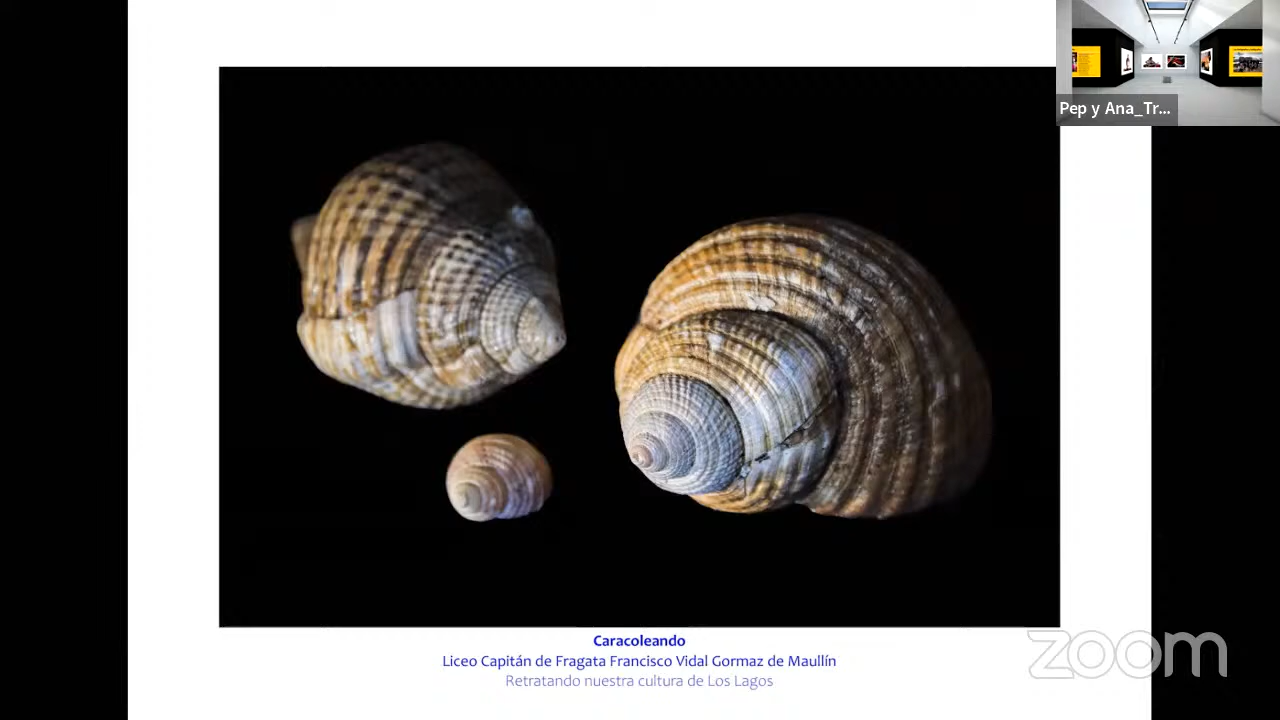 Pep y Ana_Tr...
Caracoleando
Liceo Capitán de Fragata Francisco Vidal Gormaz de Maullín
Retratando nuestra cultura de Los Lagos
zoom